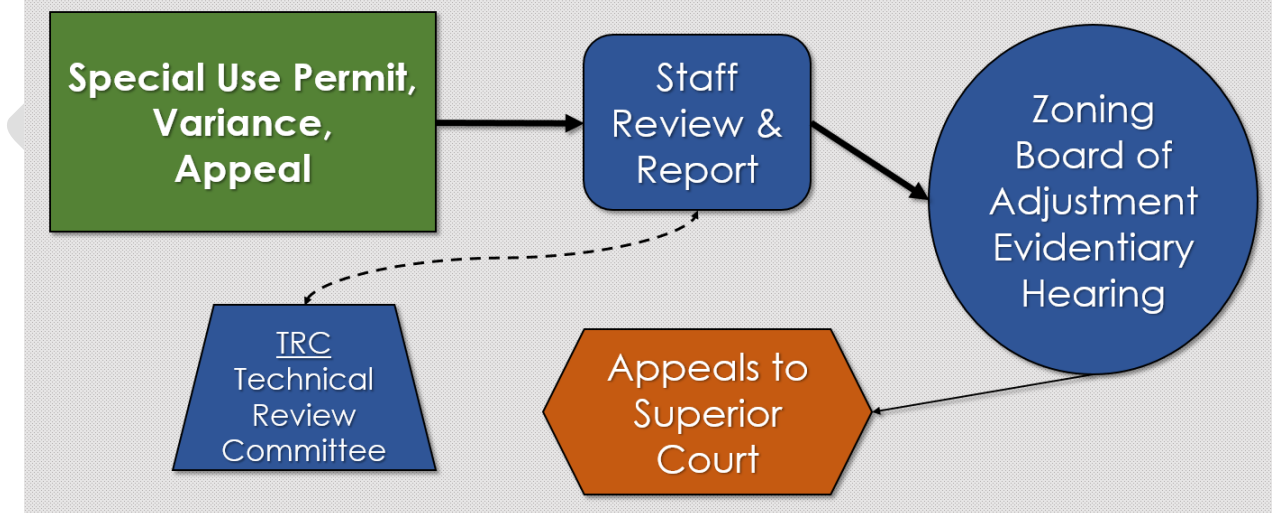 Special Use Permit,
Variance,
Appeal
Staff
Review &
Report
Zoning
Board of
Adjustment
Evidentiary
Hearing
TRC
Technical
Review
Committee
Appeals to
Superior
Court